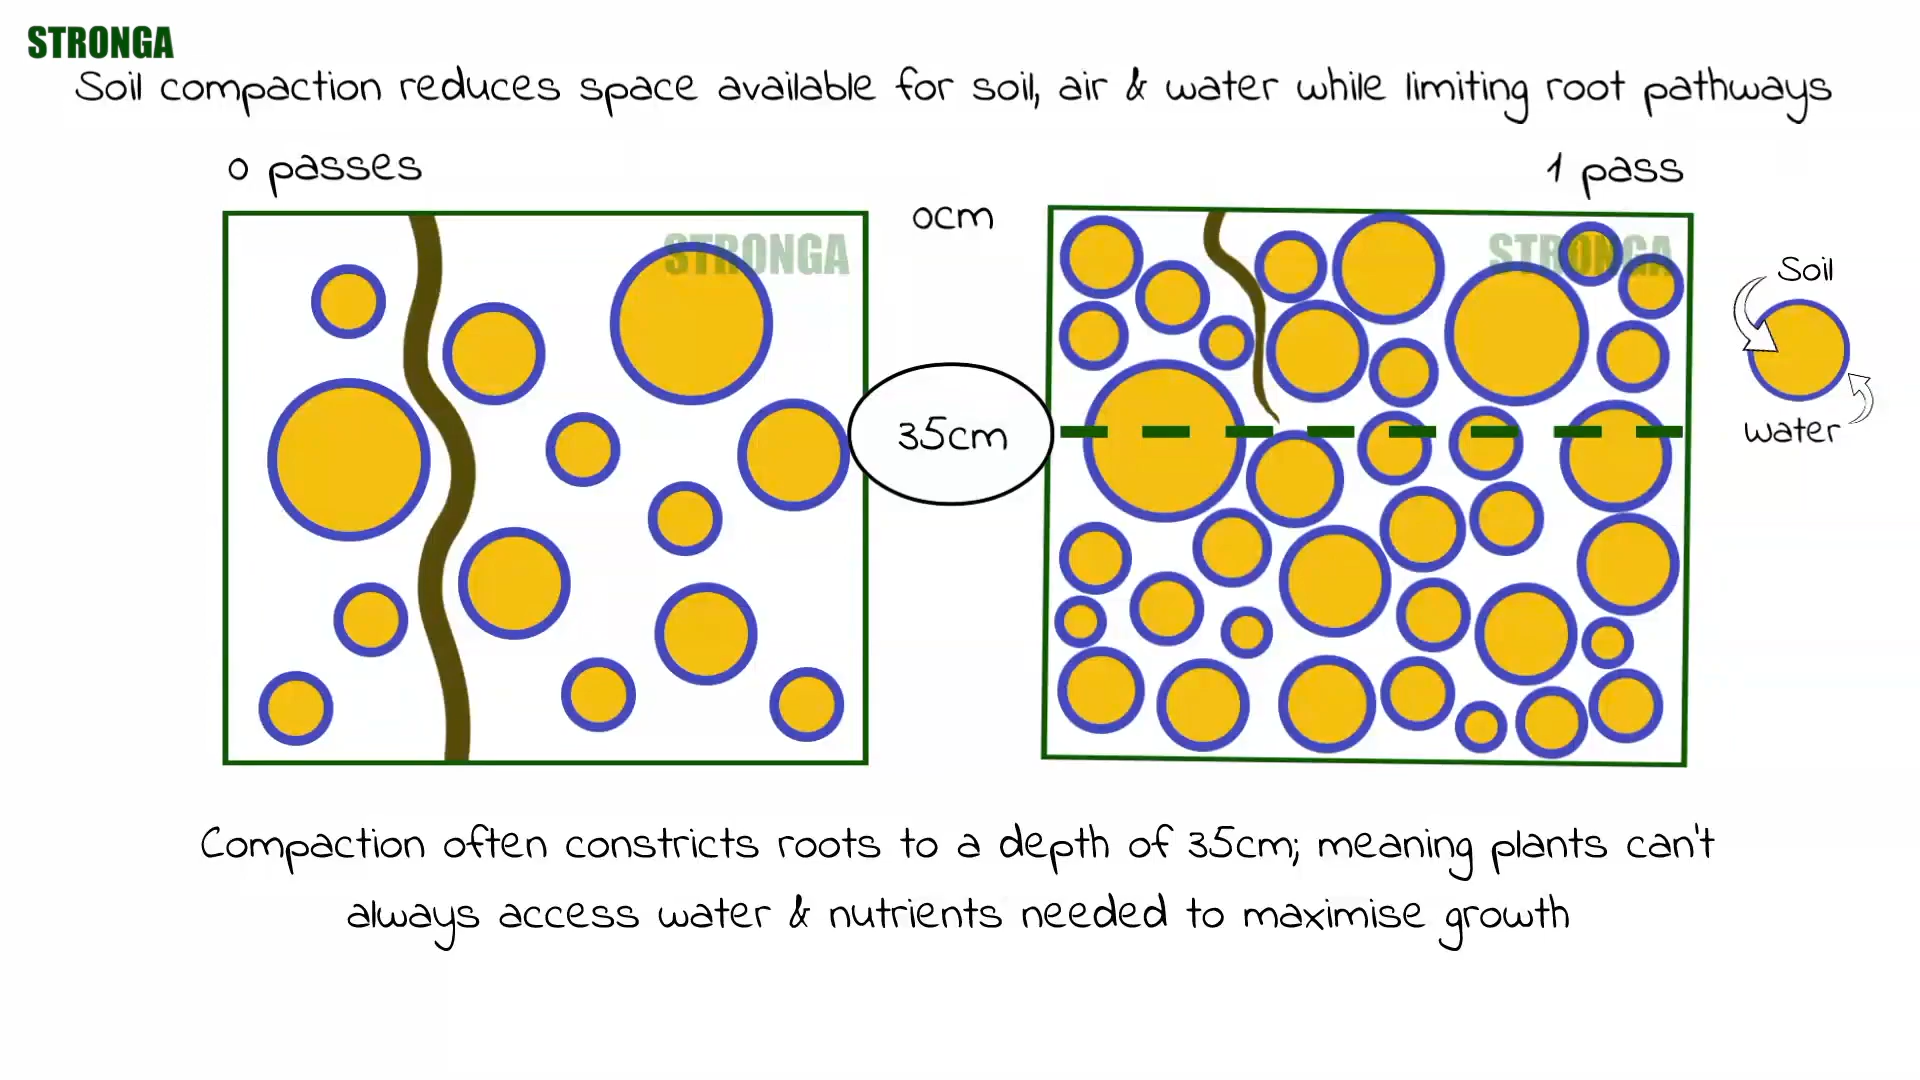 STRONGA
Soil compaction reduces space available for soil, air & water while limiting root pathways
0 passes
1 pass
0cm
STRONGA
STRONGA
Soil
35cm
water
Compaction often constricts roots to a depth of 35cm; meaning plants can't
always access water & nutrients needed to maximise growth